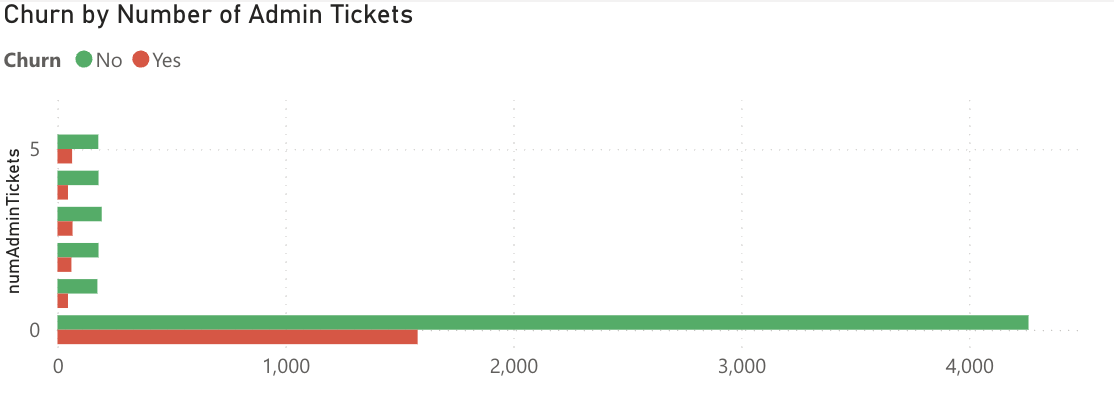 Churn by Number of Admin Tickets
Churn No Yes
numAdminTickets
5
0
0 1,000 2,000 3,000 4,000